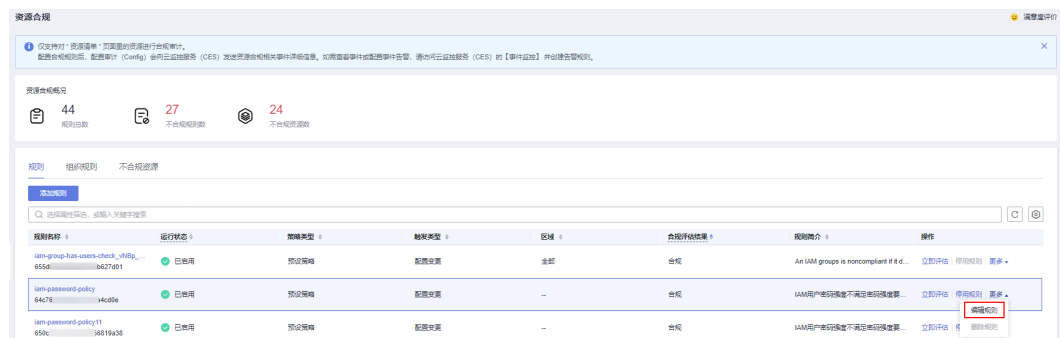 资源合规
满意度评价
仅支持对“资源清单”页面里的资源进行合规审计。
配置合规规则后，配置审计（Config）会向云监控服务（CES）发送资源合规相关事件详细信息。如需查看事件或配置事件告警，请访问云监控服务（CES）的【事件监控】并创建告警规则。
资源合规概况
44
规则总数
27
不合规规则数
24
不合规资源数
规则 组织规则 不合规资源
添加规则
选择属性筛选，或输入关键字搜索
规则名称 运行状态 策略类型 触发类型 区域 合规评估结果 规则简介 操作
iam-group-has-users-check_vNBp_... 已启用 预设策略 配置变更 全部 合规 An IAM groups is noncompliant if it d... 立即评估 停用规则 更多
655d b627d01
iam-password-policy 已启用 预设策略 配置变更 -- 合规 IAM用户密码强度不满足密码强度要... 立即评估 停用规则 更多
64c76 a4cd0e
编辑规则
iam-password-policy11 已启用 预设策略 配置变更 -- 合规 IAM用户密码强度不满足密码强度要... 立即评估
650c 56819a38
删除规则